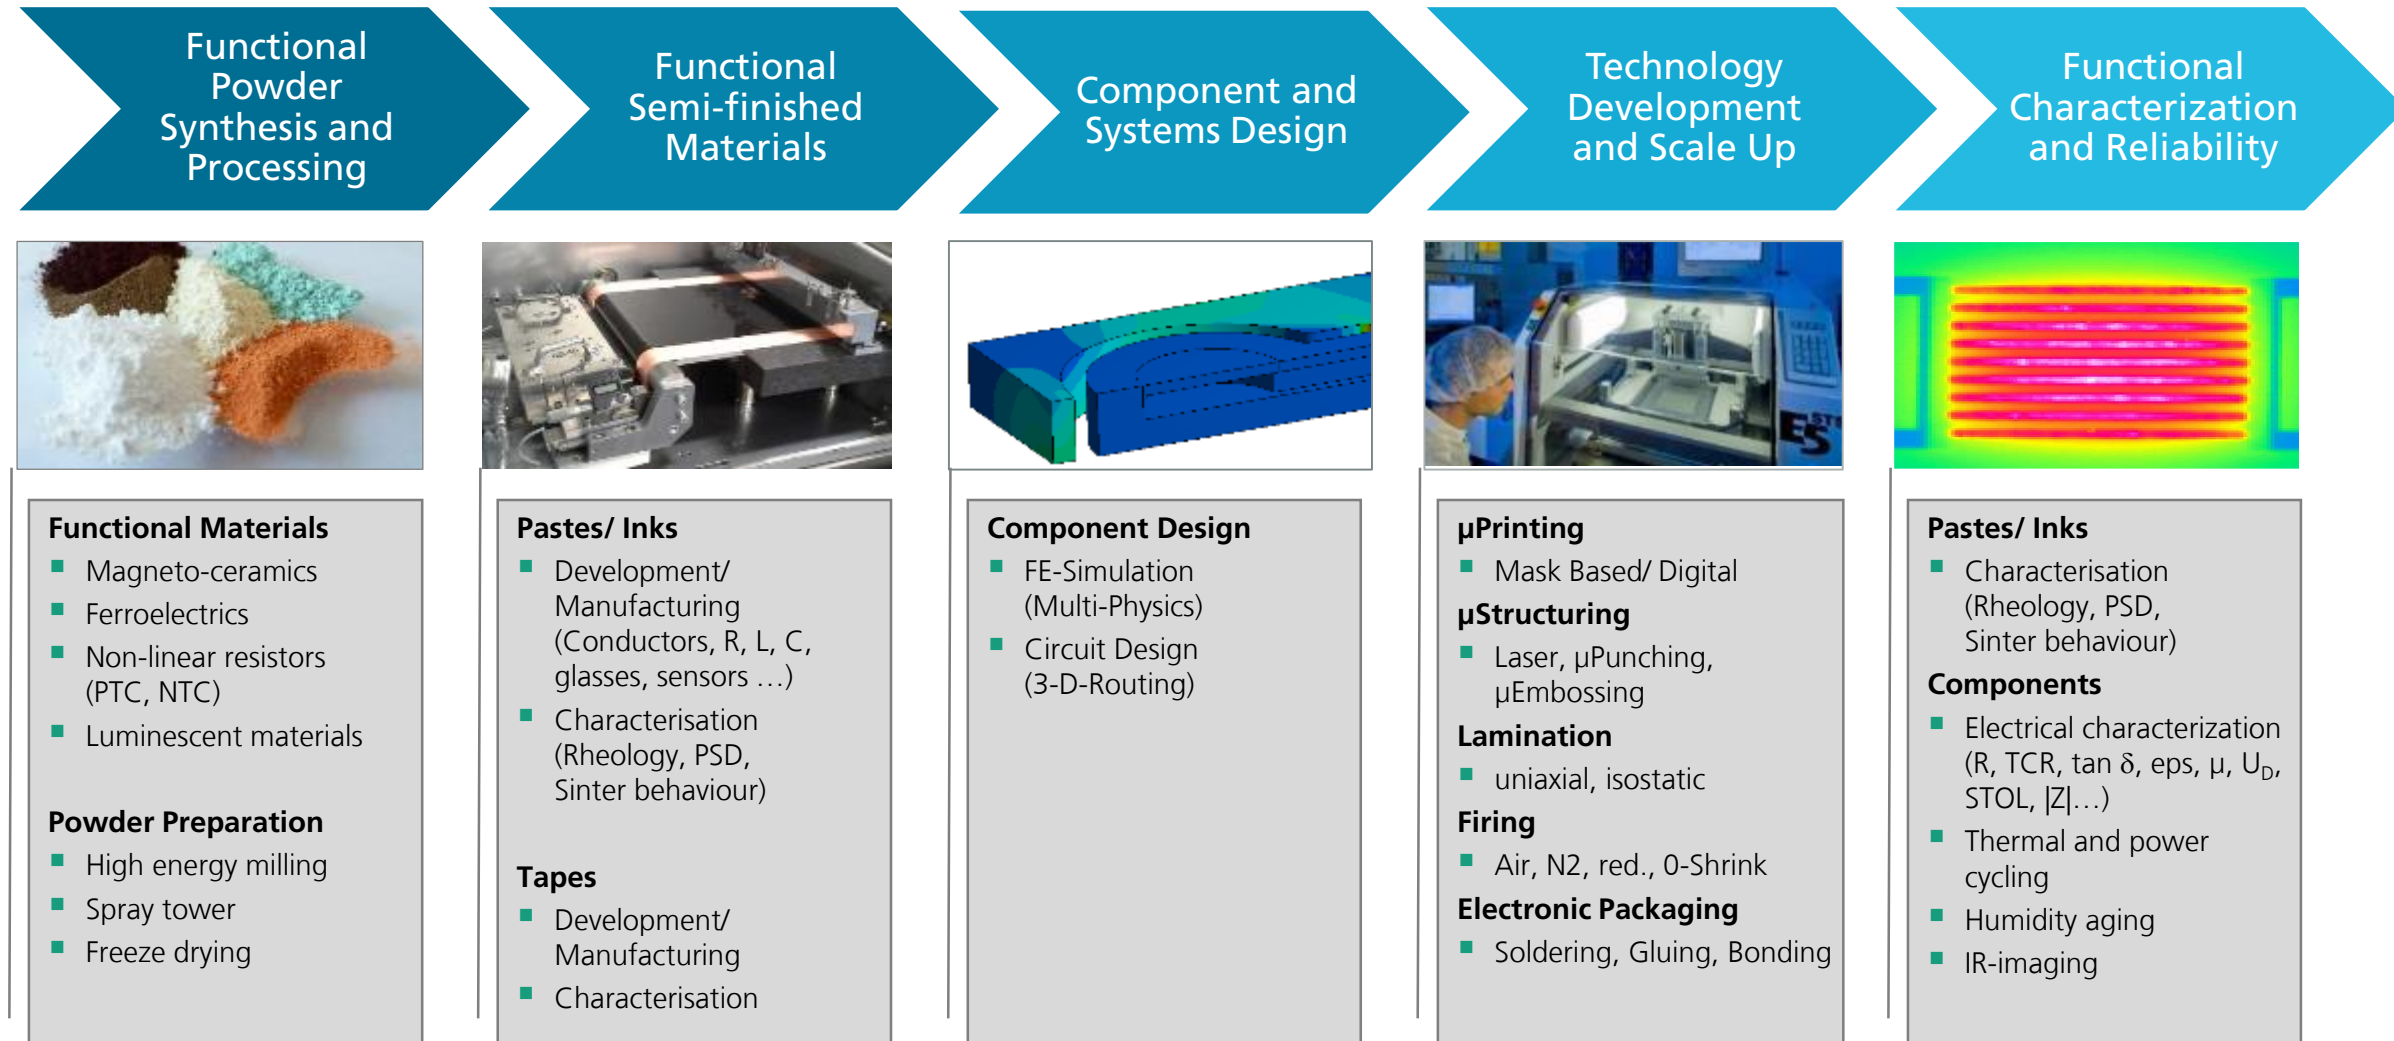 Functional
Powder
Synthesis and
Processing
Functional
Semi-finished
Materials
Component and
Systems Design
Technology
Development
and Scale Up
Functional
Characterization
and Reliability
Functional Materials
Magneto-ceramics
Ferroelectrics
Non-linear resistors
(PTC, NTC)
Luminescent materials
Powder Preparation
High energy milling
Spray tower
Freeze drying
Pastes/ Inks
Development/
Manufacturing
(Conductors, R, L, C,
glasses, sensors …)
Characterisation
(Rheology, PSD,
Sinter behaviour)
Tapes
Development/
Manufacturing
Characterisation
Component Design
FE-Simulation
(Multi-Physics)
Circuit Design
(3-D-Routing)
ES
µPrinting
Mask Based/ Digital
µStructuring
Laser, µPunching,
µEmbossing
Lamination
uniaxial, isostatic
Firing
Air, N2, red., 0-Shrink
Electronic Packaging
Soldering, Gluing, Bonding
Pastes/ Inks
Characterisation
(Rheology, PSD,
Sinter behaviour)
Components
Electrical characterization
(R, TCR, tan δ, eps, µ, U_D,
STOL, |Z|…)
Thermal and power
cycling
Humidity aging
IR-imaging